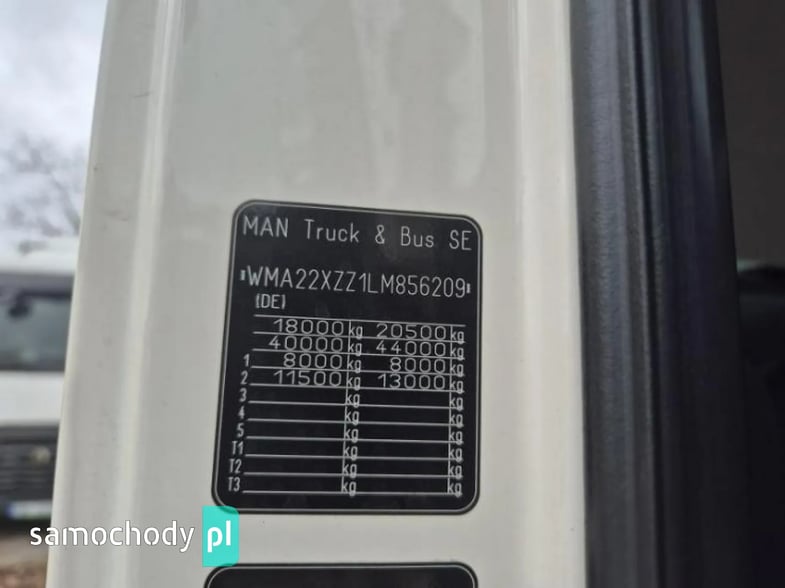 MAN Truck & Bus SE
*WMA22XZZ1LM856209*
(DE)
18000 kg 20500 kg
40000 kg 44000 kg
1 8000 kg 8000 kg
2 11500 kg 13000 kg
3 kg kg
4 kg kg
5 kg kg
T1 kg kg
T2 kg kg
T3 kg kg
samochody pl